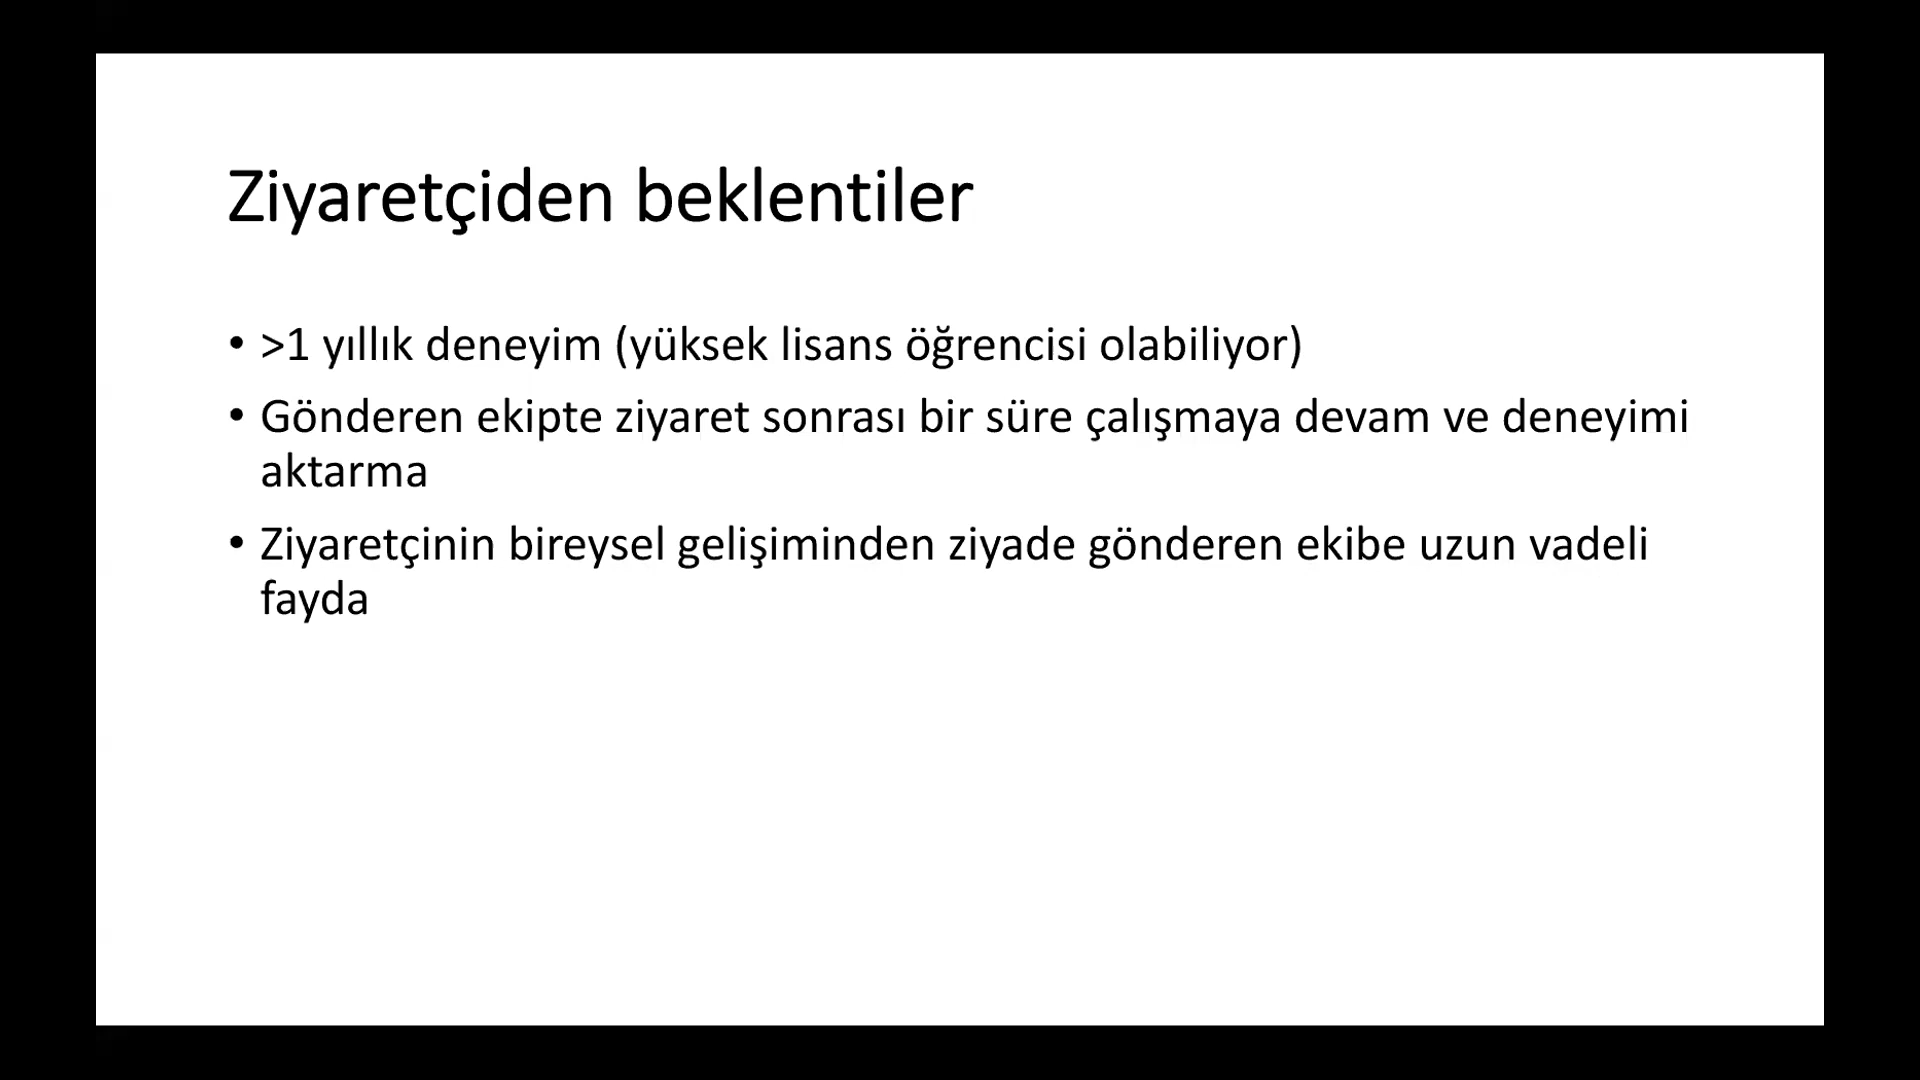 Ziyaretçiden beklentiler
• >1 yıllık deneyim (yüksek lisans öğrencisi olabiliyor)
• Gönderen ekipte ziyaret sonrası bir süre çalışmaya devam ve deneyimi
aktarma
• Ziyaretçinin bireysel gelişiminden ziyade gönderen ekibe uzun vadeli
fayda